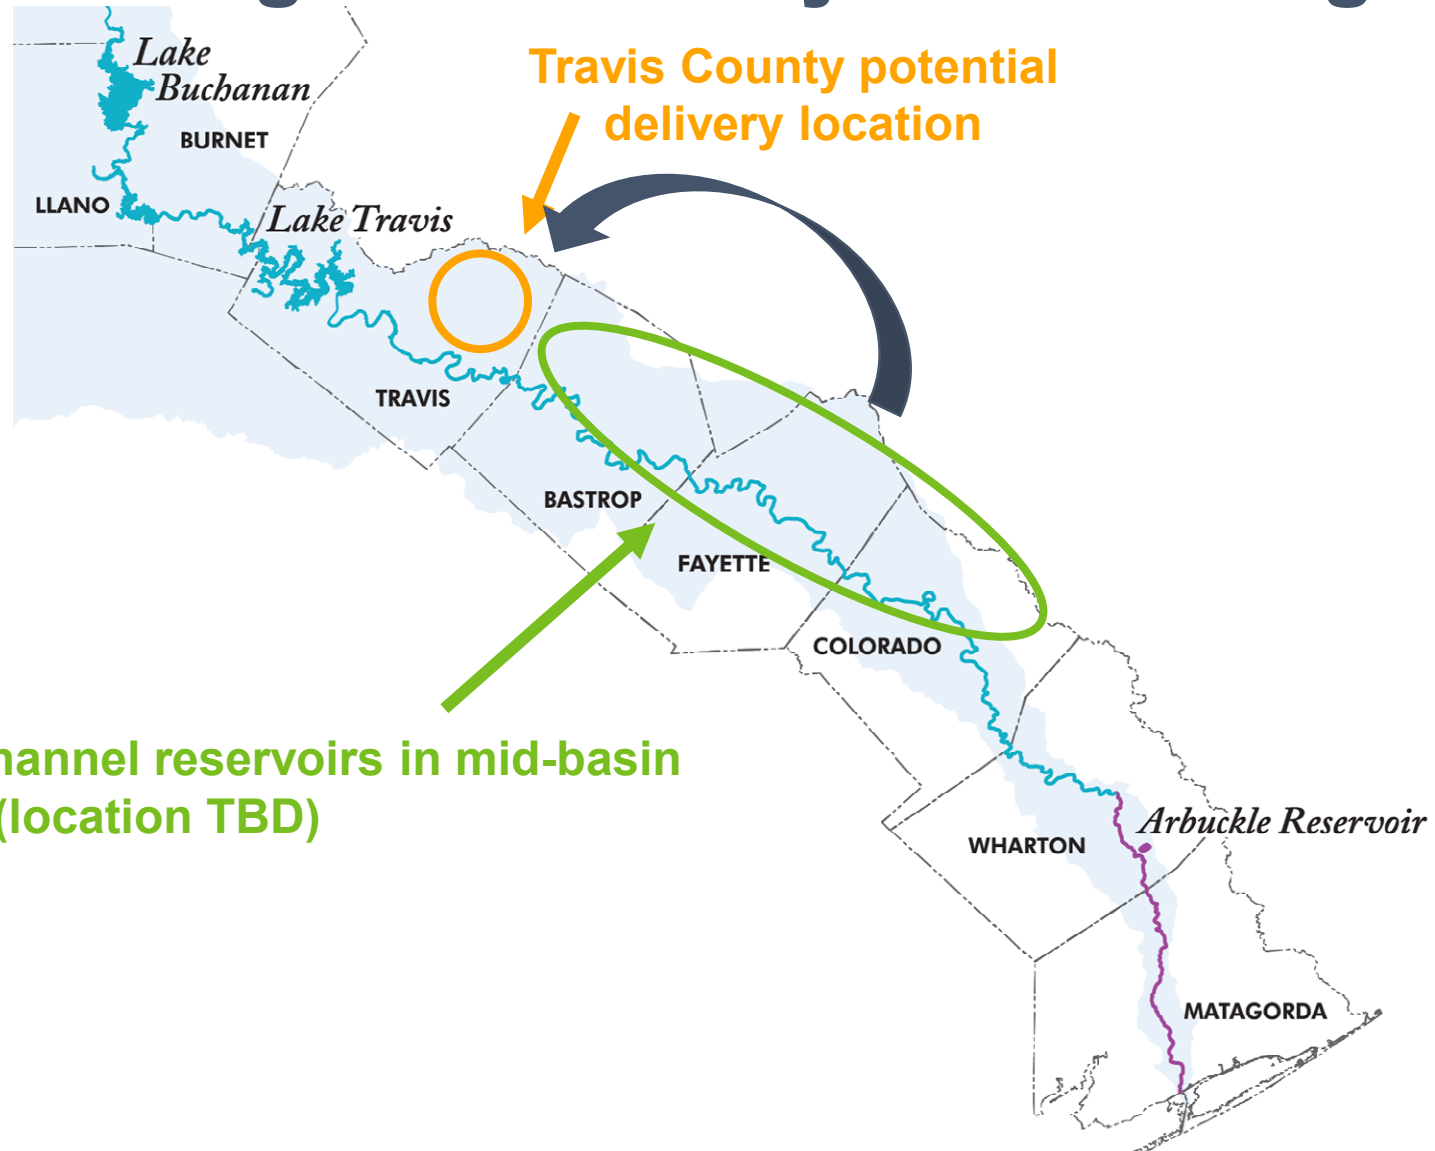 Lake
Buchanan
BURNET
LLANO
Travis County potential
delivery location
Lake Travis
TRAVIS
BASTROP
FAYETTE
COLORADO
channel reservoirs in mid-basin
(location TBD)
Arbuckle Reservoir
WHARTON
MATAGORDA